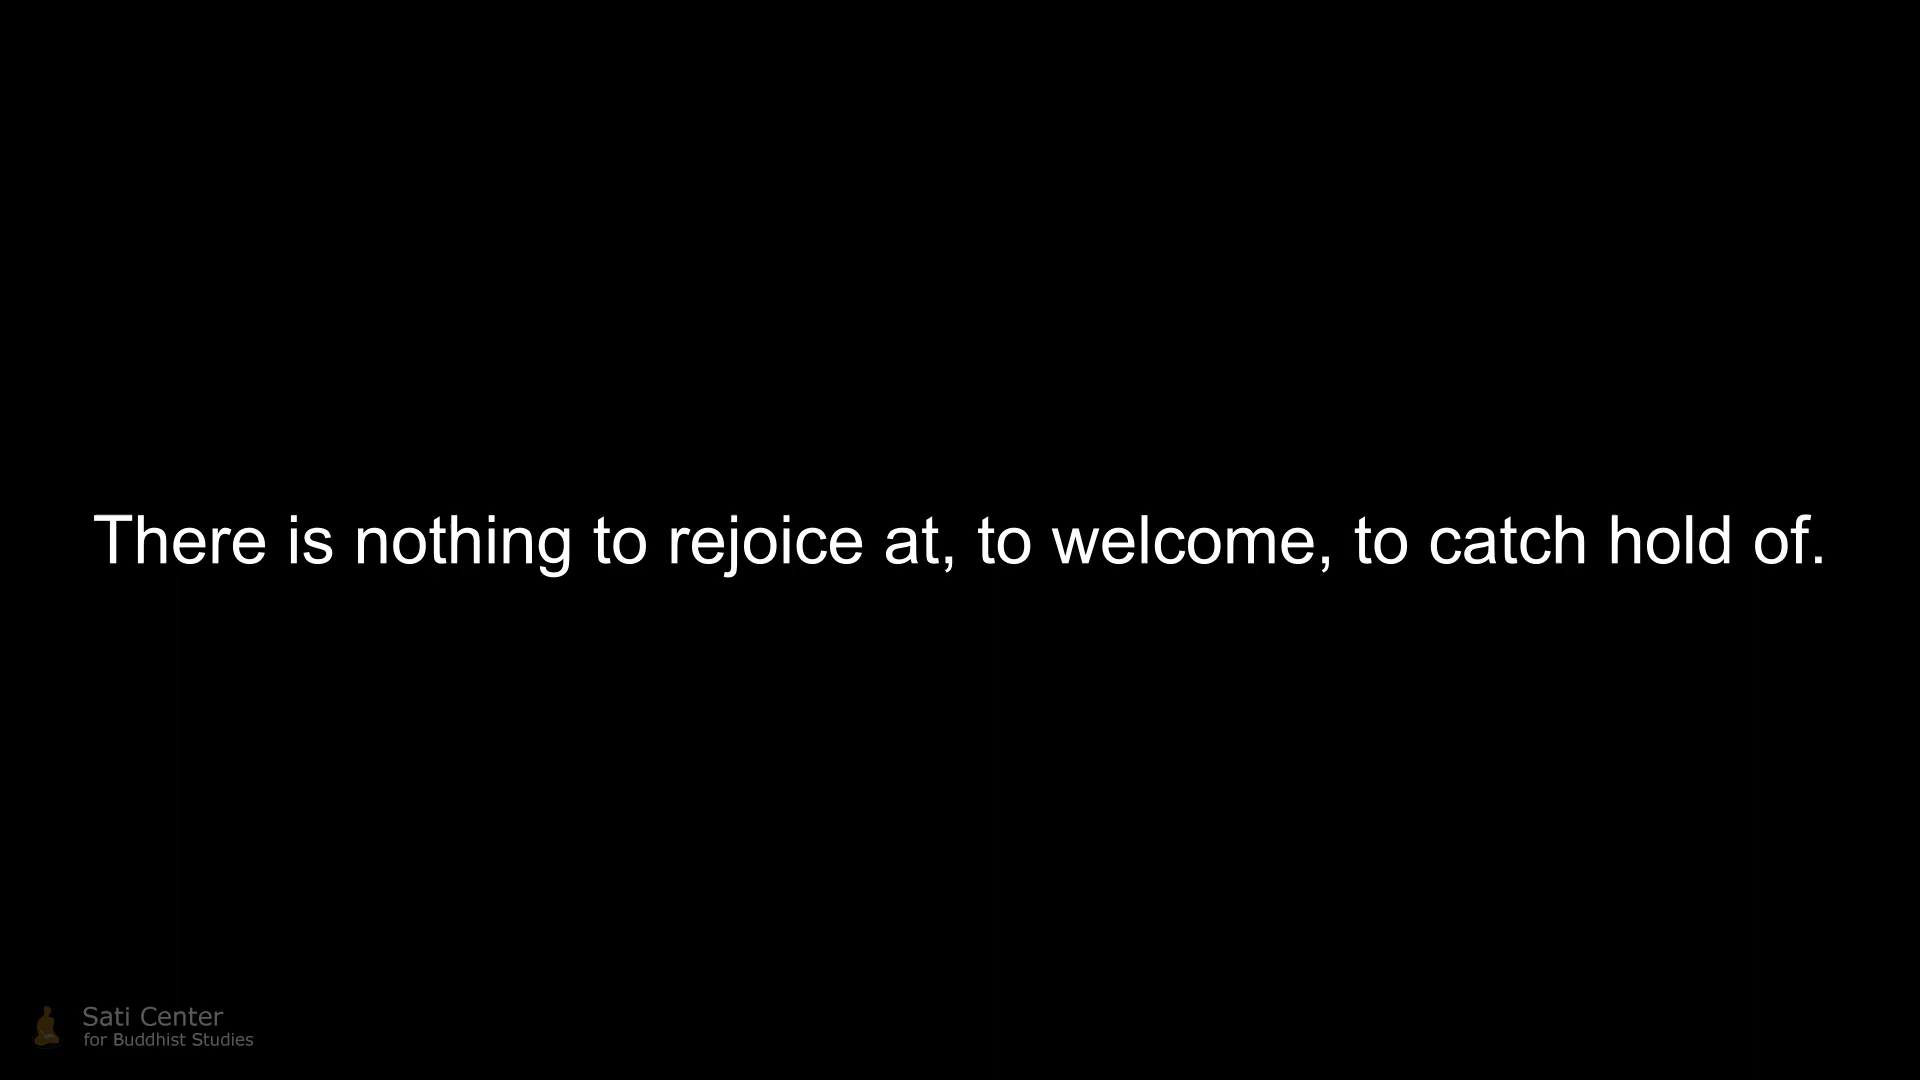 There is nothing to rejoice at, to welcome, to catch hold of.
Sati Center
for Buddhist Studies